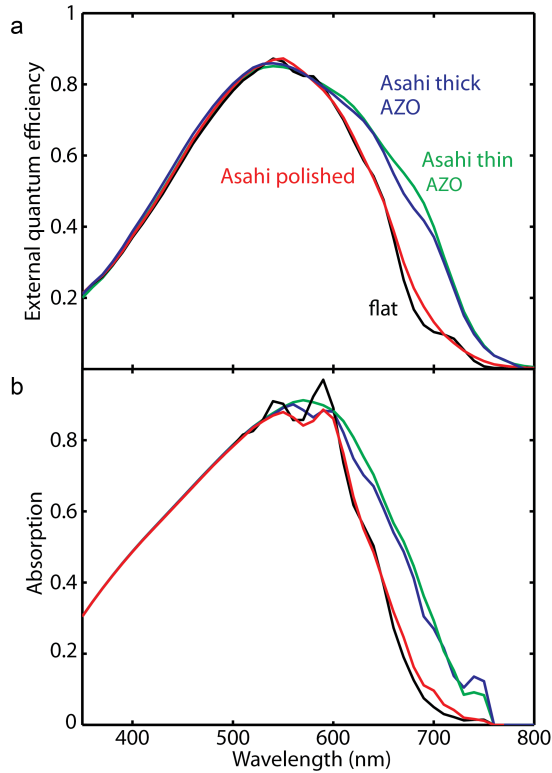 a
1
0.8
0.6
0.4
0.2
External quantum efficiency
Asahi thick
AZO
Asahi thin
AZO
Asahi polished
flat
b
0.8
0.6
0.4
0.2
0
Absorption
400
500
600
700
800
Wavelength (nm)